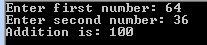 Enter first number: 64
Enter second number: 36
Addition is: 100